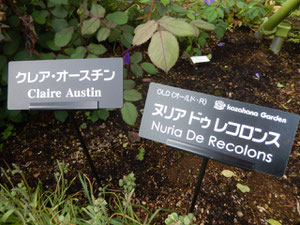 クレア・オースチン
Claire Austin
OLD(オールド・R) kazahana Garden
ヌリア ドゥ レコロンス
Nuria De Recolons